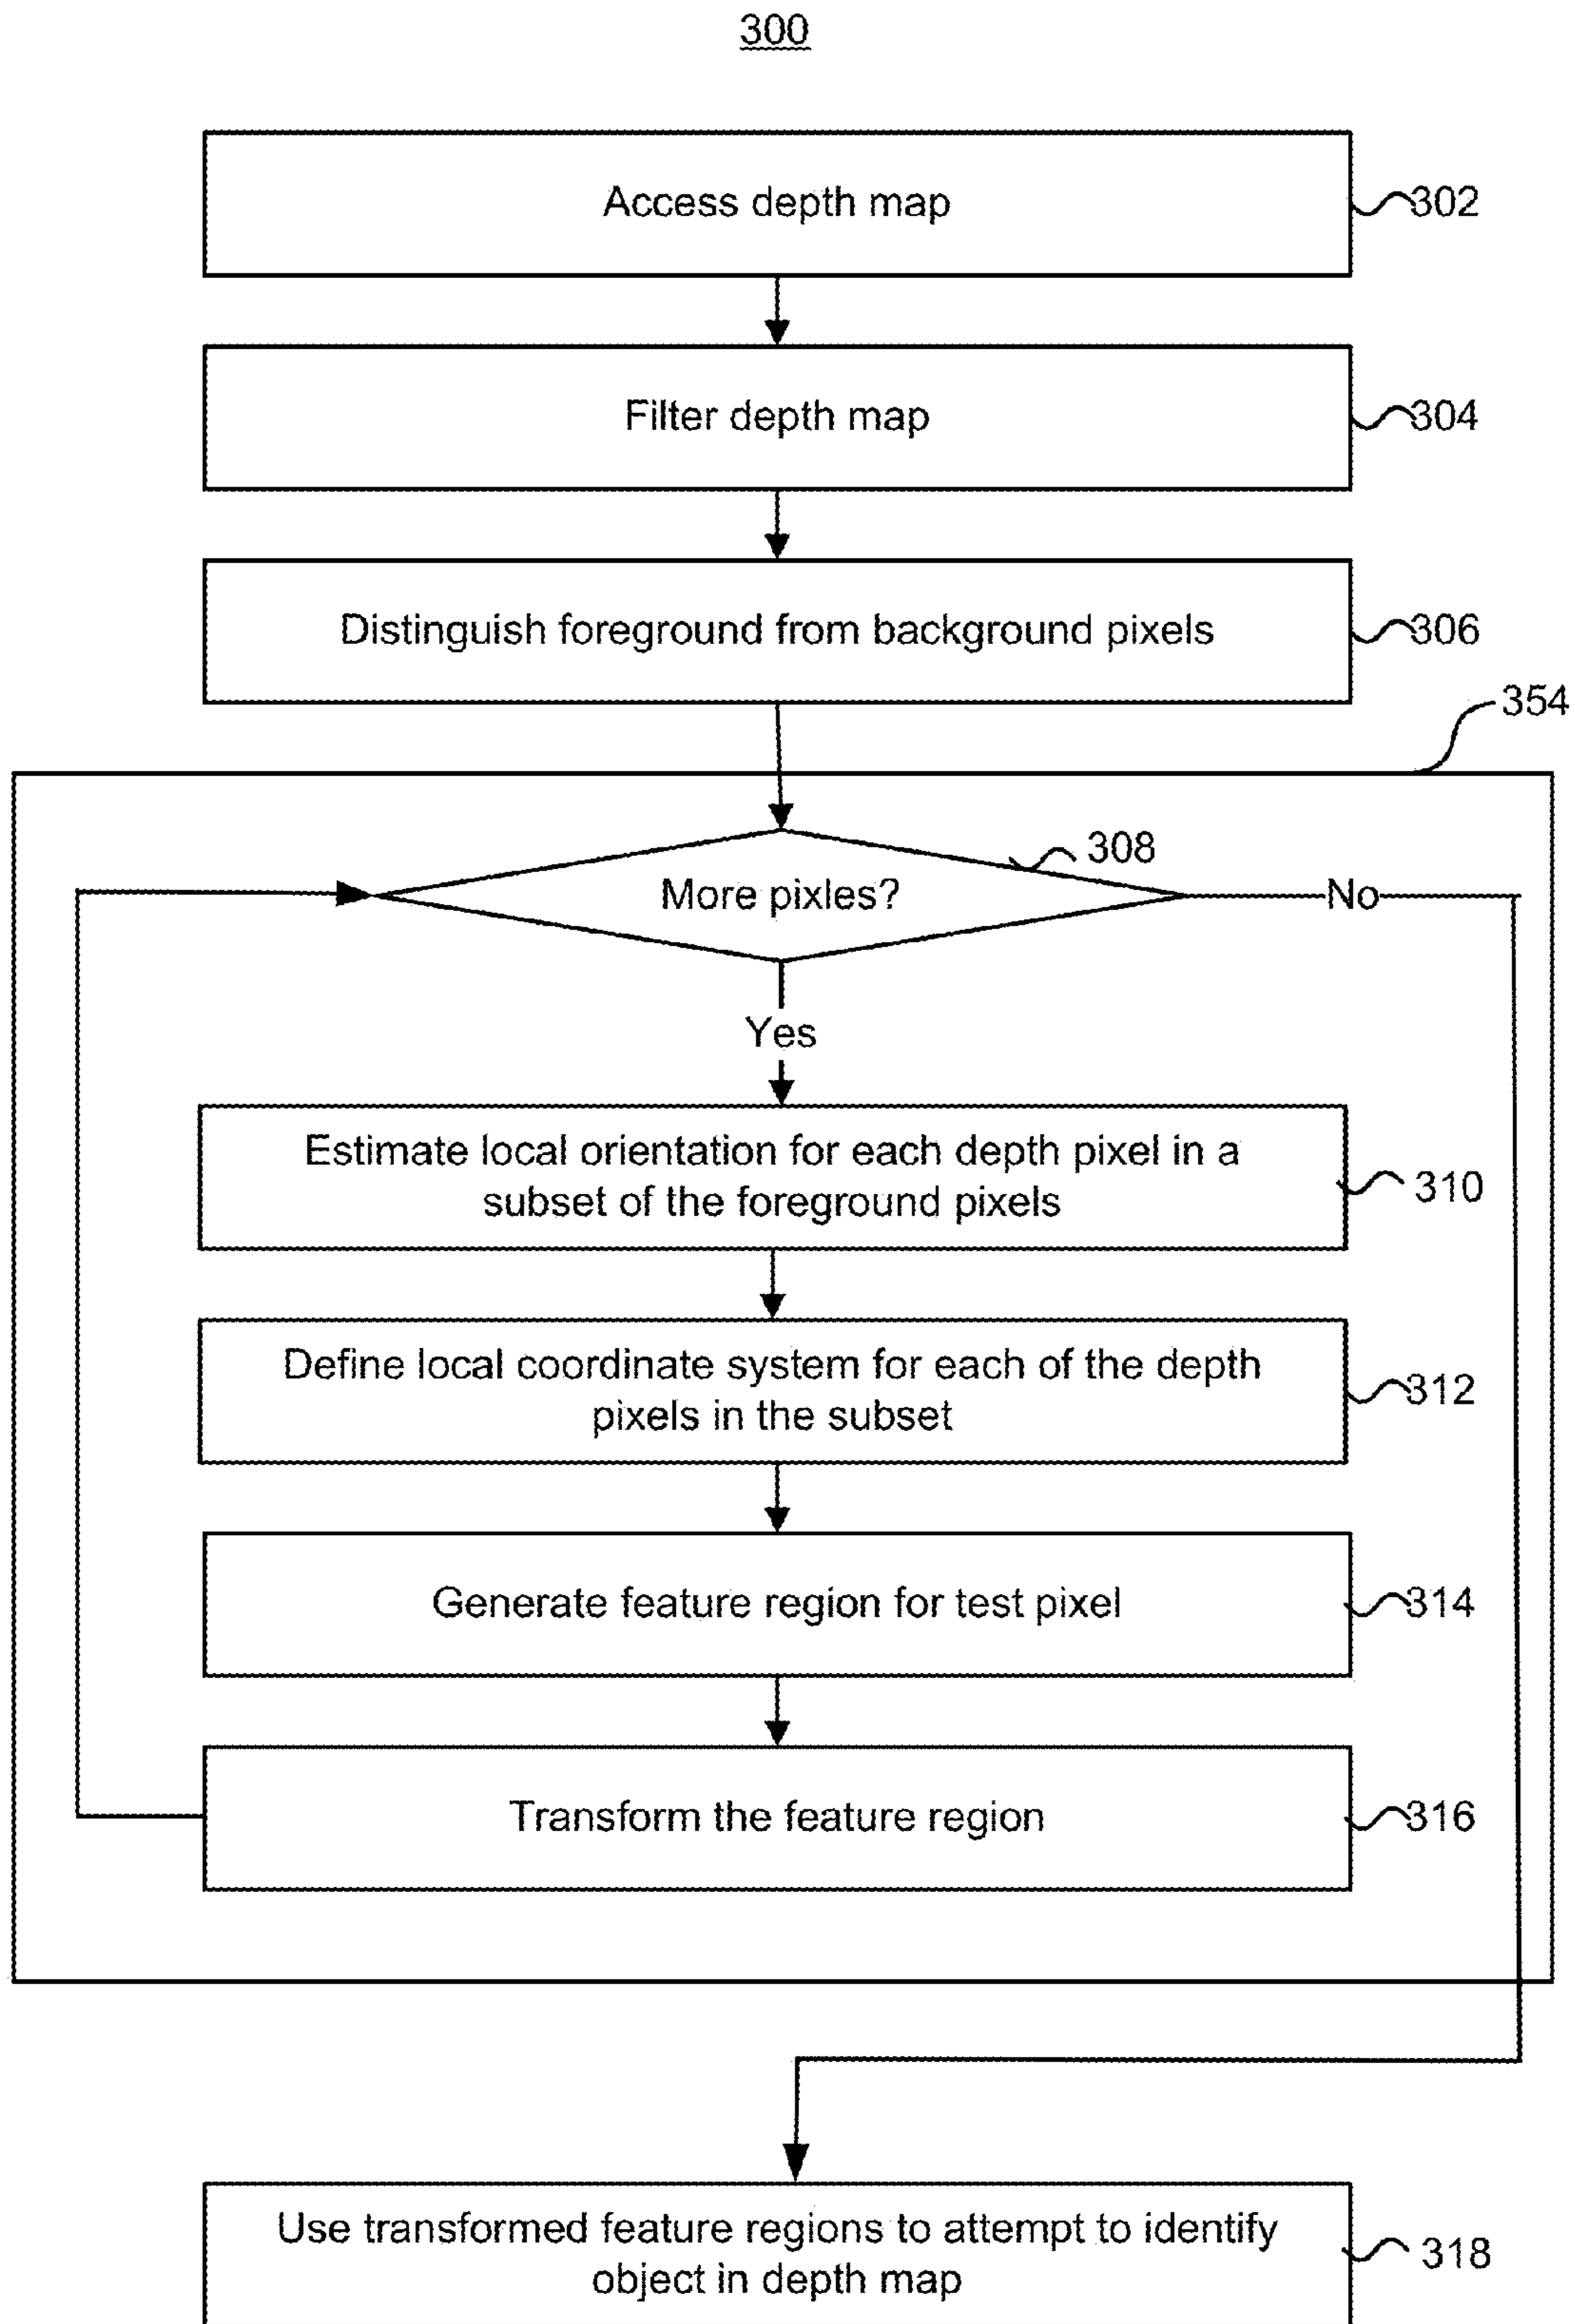 300
Access depth map
302
Filter depth map
304
Distinguish foreground from background pixels
306
354
308
More pixles?
No
Yes
Estimate local orientation for each depth pixel in a
subset of the foreground pixels
310
Define local coordinate system for each of the depth
pixels in the subset
312
Generate feature region for test pixel
314
Transform the feature region
316
Use transformed feature regions to attempt to identify
object in depth map
318